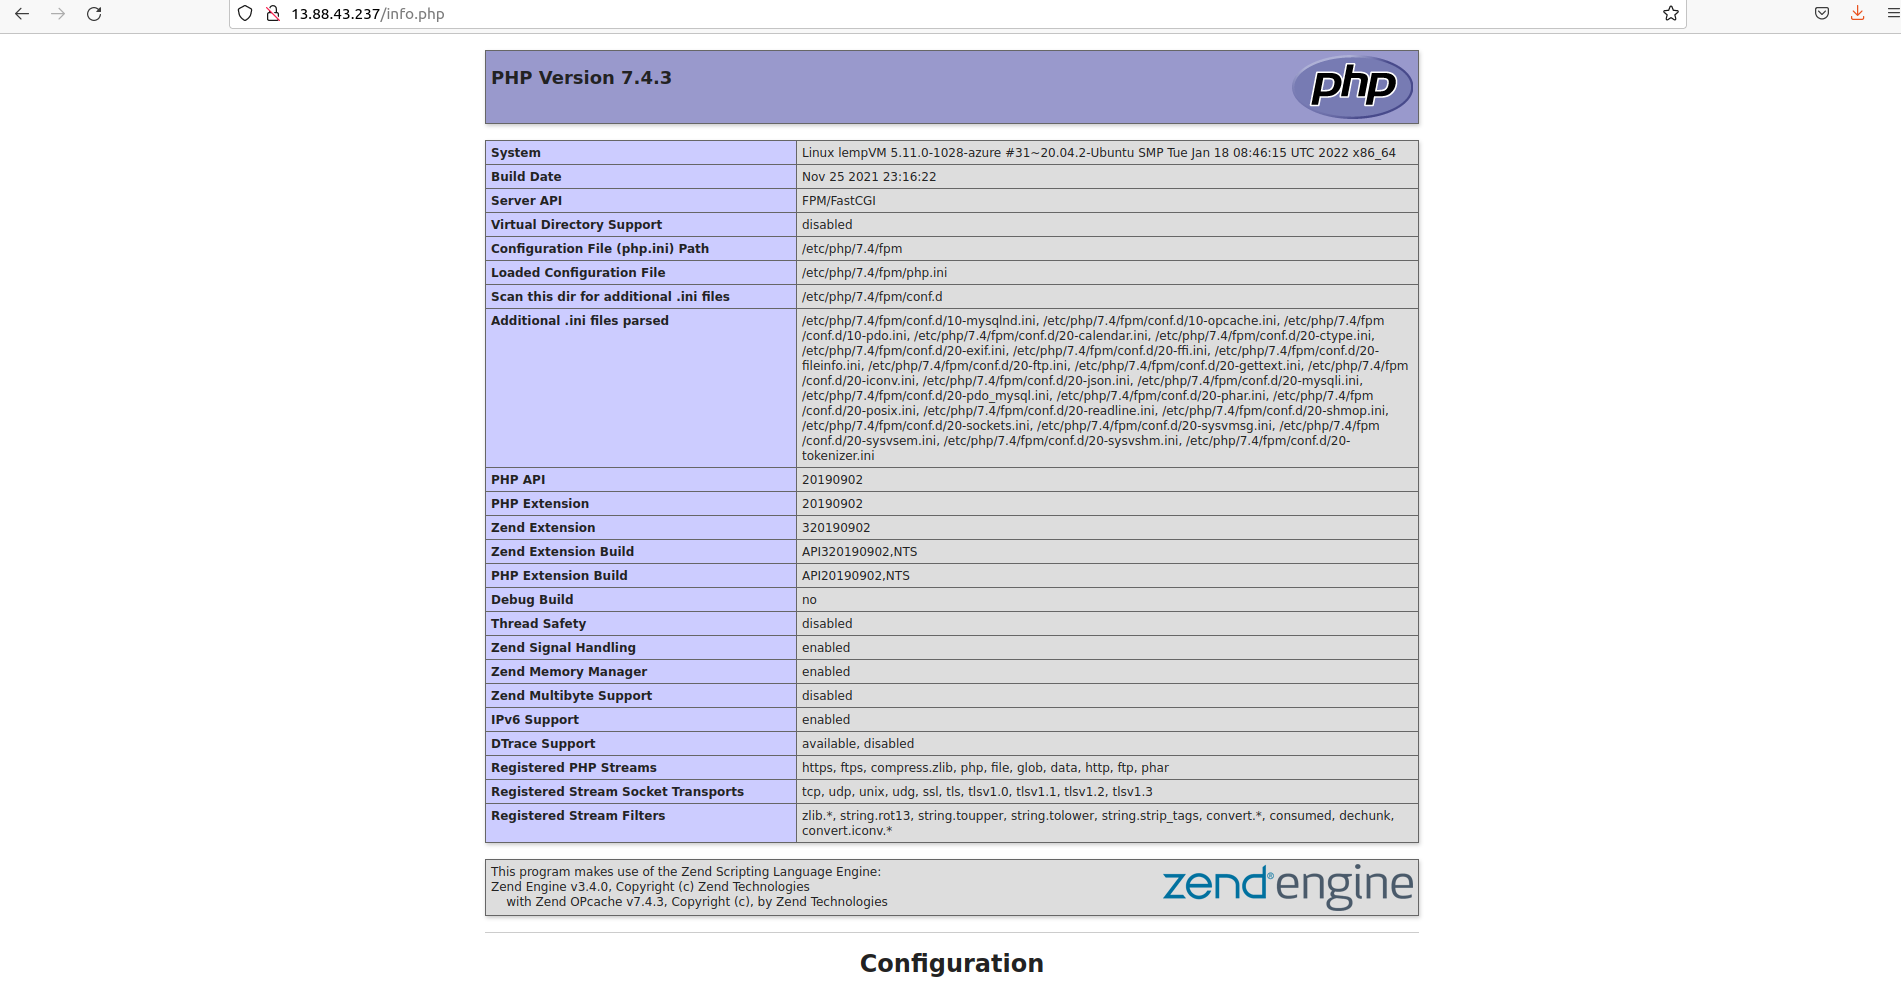 13.88.43.237/info.php
PHP Version 7.4.3
php
System Linux lempVM 5.11.0-1028-azure #31~20.04.2-Ubuntu SMP Tue Jan 18 08:46:15 UTC 2022 x86_64
Build Date Nov 25 2021 23:16:22
Server API FPM/FastCGI
Virtual Directory Support disabled
Configuration File (php.ini) Path /etc/php/7.4/fpm
Loaded Configuration File /etc/php/7.4/fpm/php.ini
Scan this dir for additional .ini files /etc/php/7.4/fpm/conf.d
Additional .ini files parsed /etc/php/7.4/fpm/conf.d/10-mysqlnd.ini, /etc/php/7.4/fpm/conf.d/10-opcache.ini, /etc/php/7.4/fpm
/conf.d/10-pdo.ini, /etc/php/7.4/fpm/conf.d/20-calendar.ini, /etc/php/7.4/fpm/conf.d/20-ctype.ini,
/etc/php/7.4/fpm/conf.d/20-exif.ini, /etc/php/7.4/fpm/conf.d/20-ffi.ini, /etc/php/7.4/fpm/conf.d/20-
fileinfo.ini, /etc/php/7.4/fpm/conf.d/20-ftp.ini, /etc/php/7.4/fpm/conf.d/20-gettext.ini, /etc/php/7.4/fpm
/conf.d/20-iconv.ini, /etc/php/7.4/fpm/conf.d/20-json.ini, /etc/php/7.4/fpm/conf.d/20-mysqli.ini,
/etc/php/7.4/fpm/conf.d/20-pdo_mysql.ini, /etc/php/7.4/fpm/conf.d/20-phar.ini, /etc/php/7.4/fpm
/conf.d/20-posix.ini, /etc/php/7.4/fpm/conf.d/20-readline.ini, /etc/php/7.4/fpm/conf.d/20-shmop.ini,
/etc/php/7.4/fpm/conf.d/20-sockets.ini, /etc/php/7.4/fpm/conf.d/20-sysvmsg.ini, /etc/php/7.4/fpm
/conf.d/20-sysvsem.ini, /etc/php/7.4/fpm/conf.d/20-sysvshm.ini, /etc/php/7.4/fpm/conf.d/20-
tokenizer.ini
PHP API 20190902
PHP Extension 20190902
Zend Extension 320190902
Zend Extension Build API320190902,NTS
PHP Extension Build API20190902,NTS
Debug Build no
Thread Safety disabled
Zend Signal Handling enabled
Zend Memory Manager enabled
Zend Multibyte Support disabled
IPv6 Support enabled
DTrace Support available, disabled
Registered PHP Streams https, ftps, compress.zlib, php, file, glob, data, http, ftp, phar
Registered Stream Socket Transports tcp, udp, unix, udg, ssl, tls, tlsv1.0, tlsv1.1, tlsv1.2, tlsv1.3
Registered Stream Filters zlib.*, string.rot13, string.toupper, string.tolower, string.strip_tags, convert.*, consumed, dechunk,
convert.iconv.*
This program makes use of the Zend Scripting Language Engine:
Zend Engine v3.4.0, Copyright (c) Zend Technologies
with Zend OPcache v7.4.3, Copyright (c), by Zend Technologies
zend®engine
Configuration